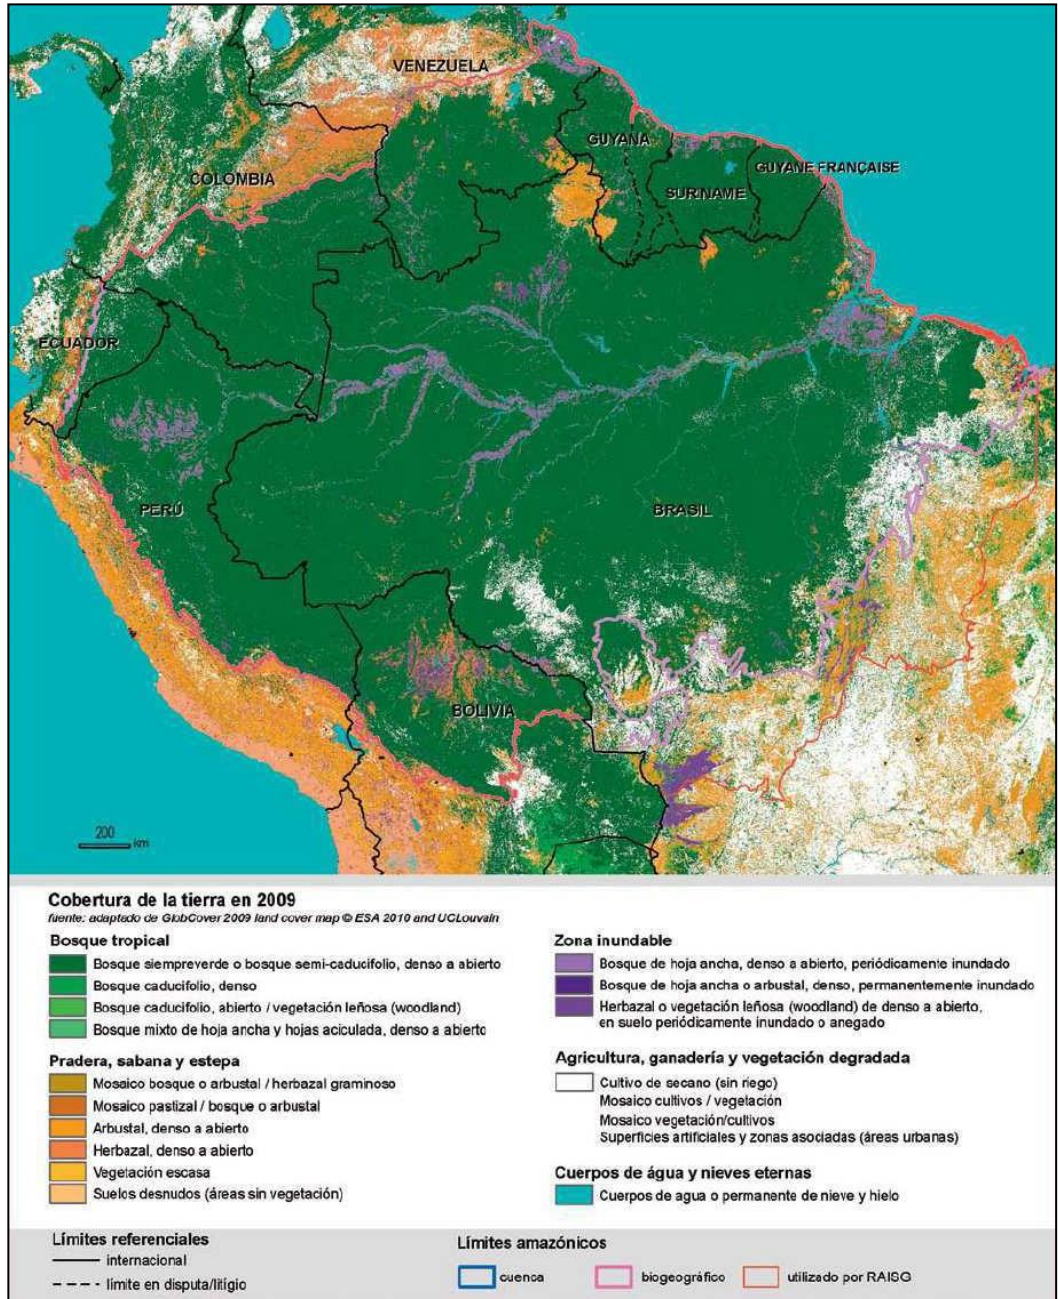 VENEZUELA
GUYANA
GUYANE FRANÇAISE
COLOMBIA
SURINAME
ECUADOR
PERÚ
BRASIL
BOLIVIA
200
km
Cobertura de la tierra en 2009
fuente: adaptado de GlobCover 2009 land cover map © ESA 2010 and UCLouvain
Bosque tropical
Bosque siempreverde o bosque semi-caducifolio, denso a abierto
Bosque caducifolio, denso
Bosque caducifolio, abierto / vegetación leñosa (woodland)
Bosque mixto de hoja ancha y hojas aciculada, denso a abierto
Pradera, sabana y estepa
Mosaico bosque o arbustal / herbazal graminoso
Mosaico pastizal / bosque o arbustal
Arbustal, denso a abierto
Herbazal, denso a abierto
Vegetación escasa
Suelos desnudos (áreas sin vegetación)
Zona inundable
Bosque de hoja ancha, denso a abierto, periódicamente inundado
Bosque de hoja ancha o arbustal, denso, permanentemente inundado
Herbazal o vegetación leñosa (woodland) de denso a abierto,
en suelo periódicamente inundado o anegado
Agricultura, ganadería y vegetación degradada
Cultivo de secano (sin riego)
Mosaico cultivos / vegetación
Mosaico vegetación/cultivos
Superficies artificiales y zonas asociadas (áreas urbanas)
Cuerpos de água y nieves eternas
Cuerpos de agua o permanente de nieve y hielo
Límites referenciales
internacional
límite en disputa/litígio
Límites amazónicos
cuenca
biogeográfico
utilizado por RAISG